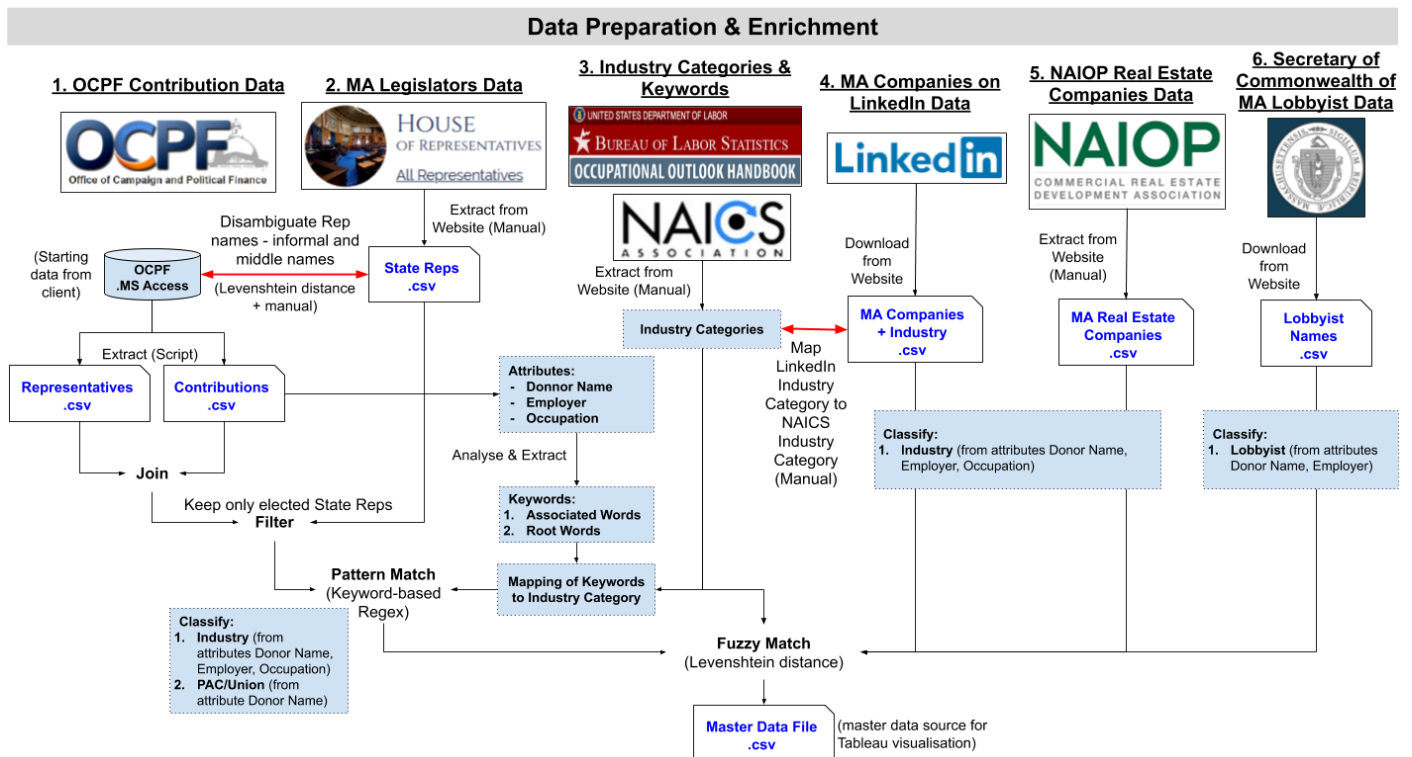 Data Preparation & Enrichment
1. OCPF Contribution Data
OCPF
Office of Campaign and Political Finance
2. MA Legislators Data
HOUSE
OF REPRESENTATIVES
All Representatives
3. Industry Categories &
Keywords
UNITED STATES DEPARTMENT OF LABOR
BUREAU OF LABOR STATISTICS
OCCUPATIONAL OUTLOOK HANDBOOK
NAICS
ASSOCIATION
4. MA Companies on
LinkedIn Data
Linked in
5. NAIOP Real Estate
Companies Data
NAIOP
COMMERCIAL REAL ESTATE
DEVELOPMENT ASSOCIATION
6. Secretary of
Commonwealth of
MA Lobbyist Data
(Starting
data from
client)
OCPF
.MS Access
Disambiguate Rep
names - informal and
middle names
(Levenshtein distance
+ manual)
Extract from
Website (Manual)
State Reps
.csv
Extract from
Website (Manual)
Industry Categories
Download
from
Website
MA Companies
+ Industry
.csv
Map
LinkedIn
Industry
Category to
NAICS
Industry
Category
(Manual)
Extract from
Website
(Manual)
MA Real Estate
Companies
.csv
Download
from
Website
Lobbyist
Names
.csv
Extract (Script)
Representatives
.csv
Contributions
.csv
Attributes:
- Donnor Name
- Employer
- Occupation
Analyse & Extract
Keywords:
1. Associated Words
2. Root Words
Mapping of Keywords
to Industry Category
Classify:
1. Industry (from attributes Donor Name,
Employer, Occupation)
Classify:
1. Lobbyist (from attributes
Donor Name, Employer)
Join
Keep only elected State Reps
Filter
Pattern Match
(Keyword-based
Regex)
Classify:
1. Industry (from
attributes Donor Name,
Employer, Occupation)
2. PAC/Union (from
attribute Donor Name)
Fuzzy Match
(Levenshtein distance)
Master Data File
.csv
(master data source for
Tableau visualisation)